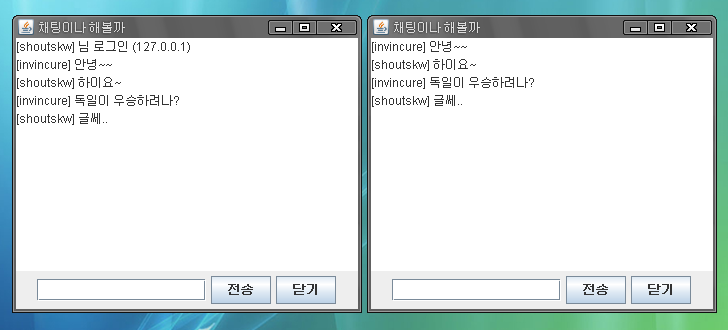 채팅이나 해볼까
[shoutskw] 님 로그인 (127.0.0.1)
[invincure] 안녕~~
[shoutskw] 하이요~
[invincure] 독일이 우승하려나?
[shoutskw] 글쎄..
전송 닫기
채팅이나 해볼까
[invincure] 안녕~~
[shoutskw] 하이요~
[invincure] 독일이 우승하려나?
[shoutskw] 글쎄..
전송 닫기